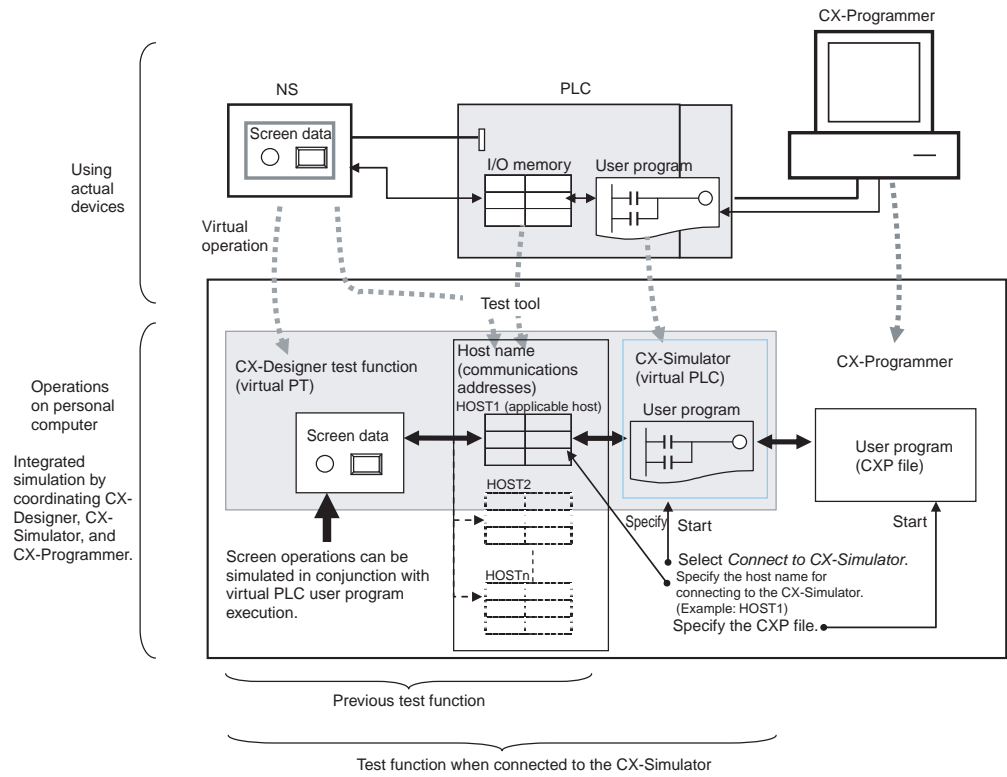 CX-Programmer
NS
PLC
Screen data
I/O memory
User program
Using
actual
devices
Virtual
operation
Test tool
CX-Designer test function
(virtual PT)
Host name
(communications
addresses)
HOST1 (applicable host)
CX-Simulator
(virtual PLC)
User program
CX-Programmer
Operations
on personal
computer
Integrated
simulation by
coordinating CX-
Designer, CX-
Simulator, and
CX-Programmer.
Screen data
User program
(CXP file)
HOST2
HOSTn
Specify
Start
Start
Screen operations can be
simulated in conjunction with
virtual PLC user program
execution.
Select Connect to CX-Simulator.
Specify the host name for
connecting to the CX-Simulator.
(Example: HOST1)
Specify the CXP file.
Previous test function
Test function when connected to the CX-Simulator